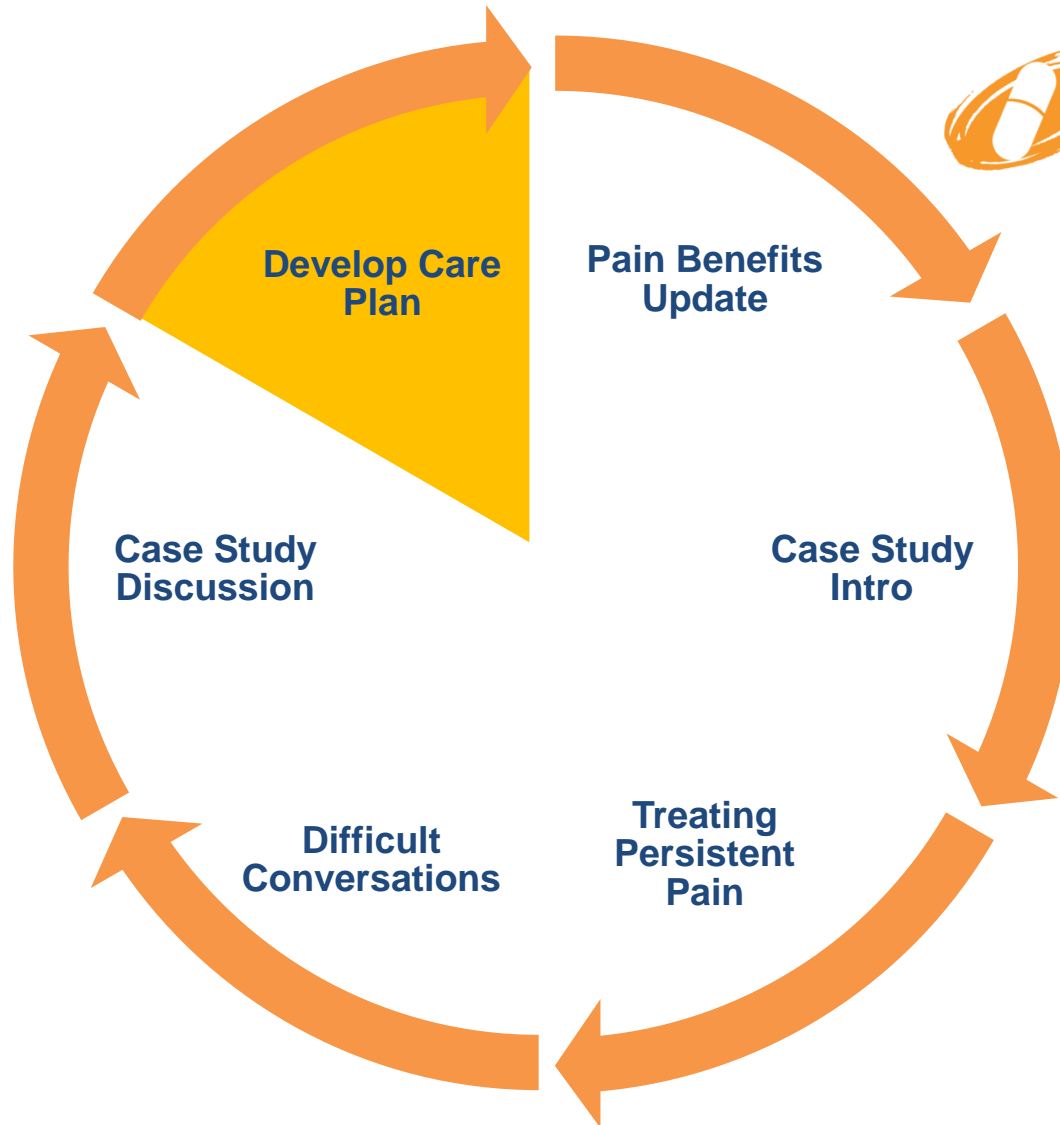 Develop Care
Plan
Pain Benefits
Update
Case Study
Intro
Treating
Persistent
Pain
Difficult
Conversations
Case Study
Discussion